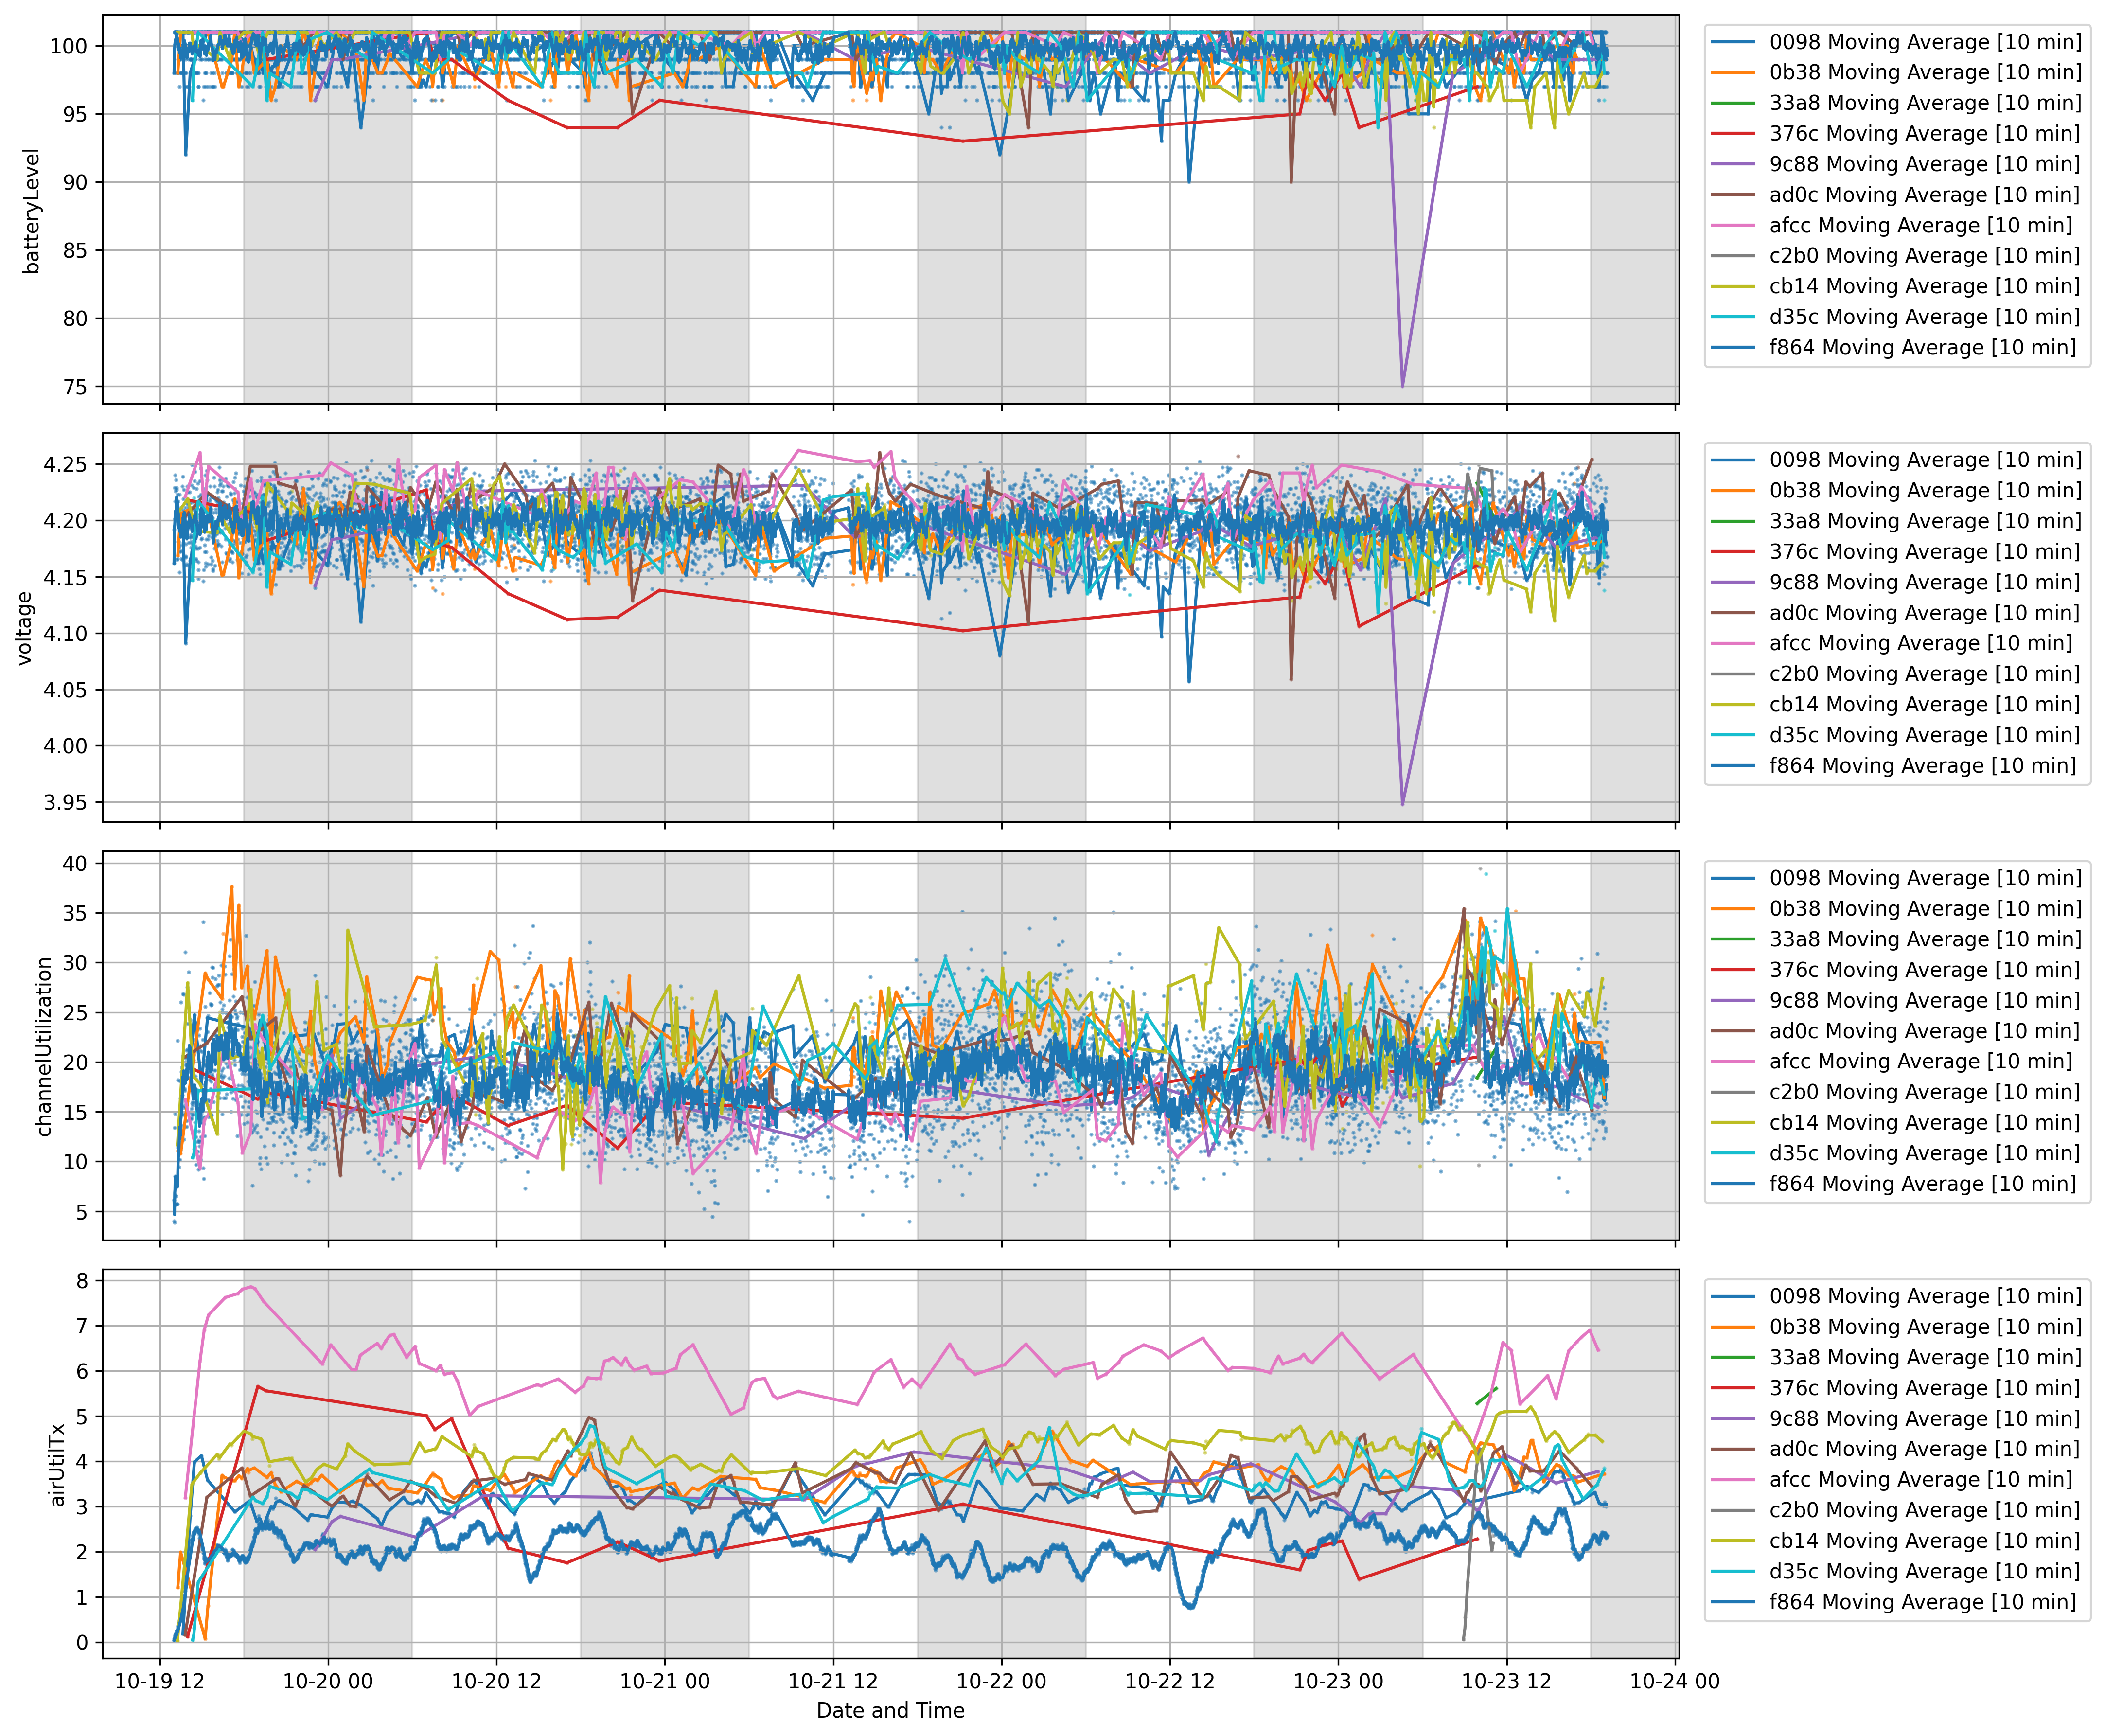 100
95
90
85
80
75
batteryLevel
0098 Moving Average [10 min]
0b38 Moving Average [10 min]
33a8 Moving Average [10 min]
376c Moving Average [10 min]
9c88 Moving Average [10 min]
ad0c Moving Average [10 min]
afcc Moving Average [10 min]
c2b0 Moving Average [10 min]
cb14 Moving Average [10 min]
d35c Moving Average [10 min]
f864 Moving Average [10 min]
4.25
4.20
4.15
4.10
4.05
4.00
3.95
voltage
0098 Moving Average [10 min]
0b38 Moving Average [10 min]
33a8 Moving Average [10 min]
376c Moving Average [10 min]
9c88 Moving Average [10 min]
ad0c Moving Average [10 min]
afcc Moving Average [10 min]
c2b0 Moving Average [10 min]
cb14 Moving Average [10 min]
d35c Moving Average [10 min]
f864 Moving Average [10 min]
40
35
30
25
20
15
10
5
channelUtilization
0098 Moving Average [10 min]
0b38 Moving Average [10 min]
33a8 Moving Average [10 min]
376c Moving Average [10 min]
9c88 Moving Average [10 min]
ad0c Moving Average [10 min]
afcc Moving Average [10 min]
c2b0 Moving Average [10 min]
cb14 Moving Average [10 min]
d35c Moving Average [10 min]
f864 Moving Average [10 min]
8
7
6
5
4
3
2
1
0
airUtilTx
0098 Moving Average [10 min]
0b38 Moving Average [10 min]
33a8 Moving Average [10 min]
376c Moving Average [10 min]
9c88 Moving Average [10 min]
ad0c Moving Average [10 min]
afcc Moving Average [10 min]
c2b0 Moving Average [10 min]
cb14 Moving Average [10 min]
d35c Moving Average [10 min]
f864 Moving Average [10 min]
10-19 12
10-20 00
10-20 12
10-21 00
10-21 12
10-22 00
10-22 12
10-23 00
10-23 12
10-24 00
Date and Time